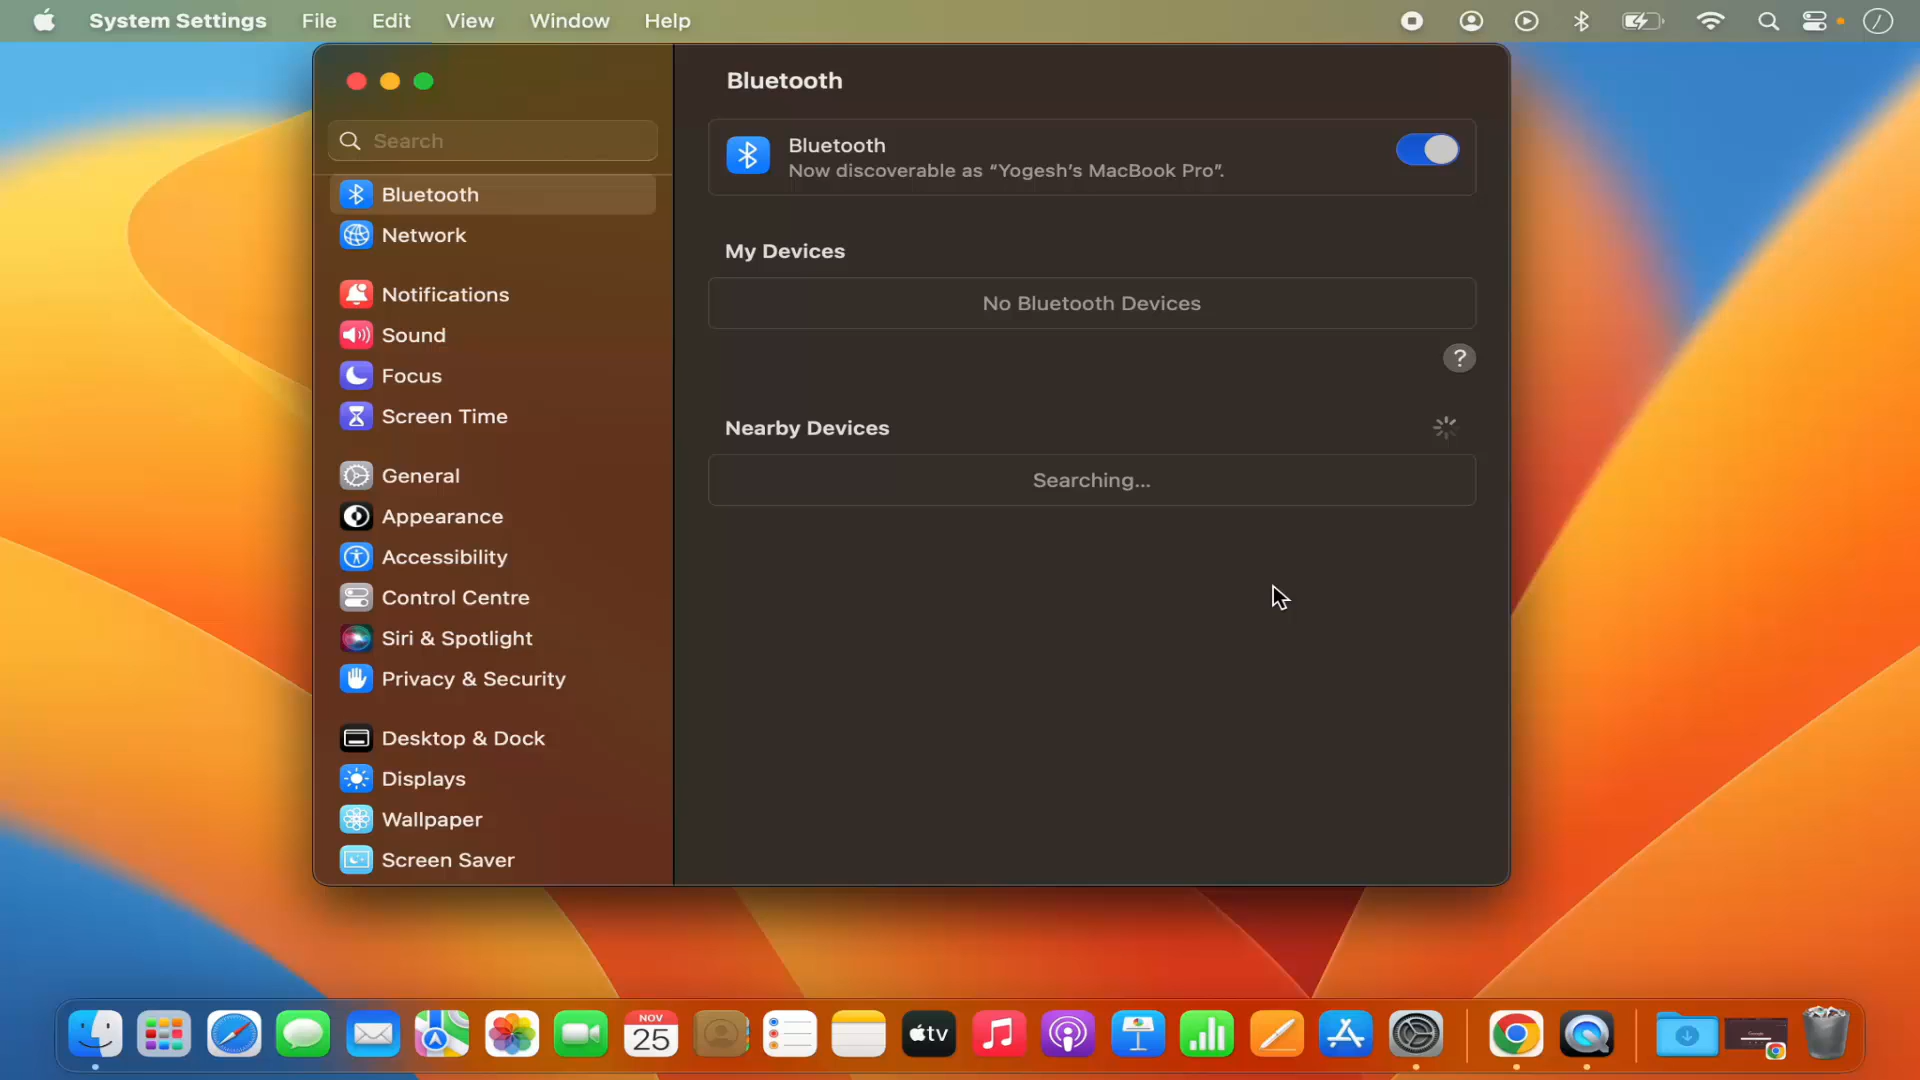 System Settings File Edit View Window Help
Bluetooth
Search
Bluetooth
Now discoverable as “Yogesh’s MacBook Pro”.
Bluetooth
Network
My Devices
Notifications
No Bluetooth Devices
Sound
?
Focus
Screen Time
Nearby Devices
General
Searching...
Appearance
Accessibility
Control Centre
Siri & Spotlight
Privacy & Security
Desktop & Dock
Displays
Wallpaper
Screen Saver
NOV
25
tv